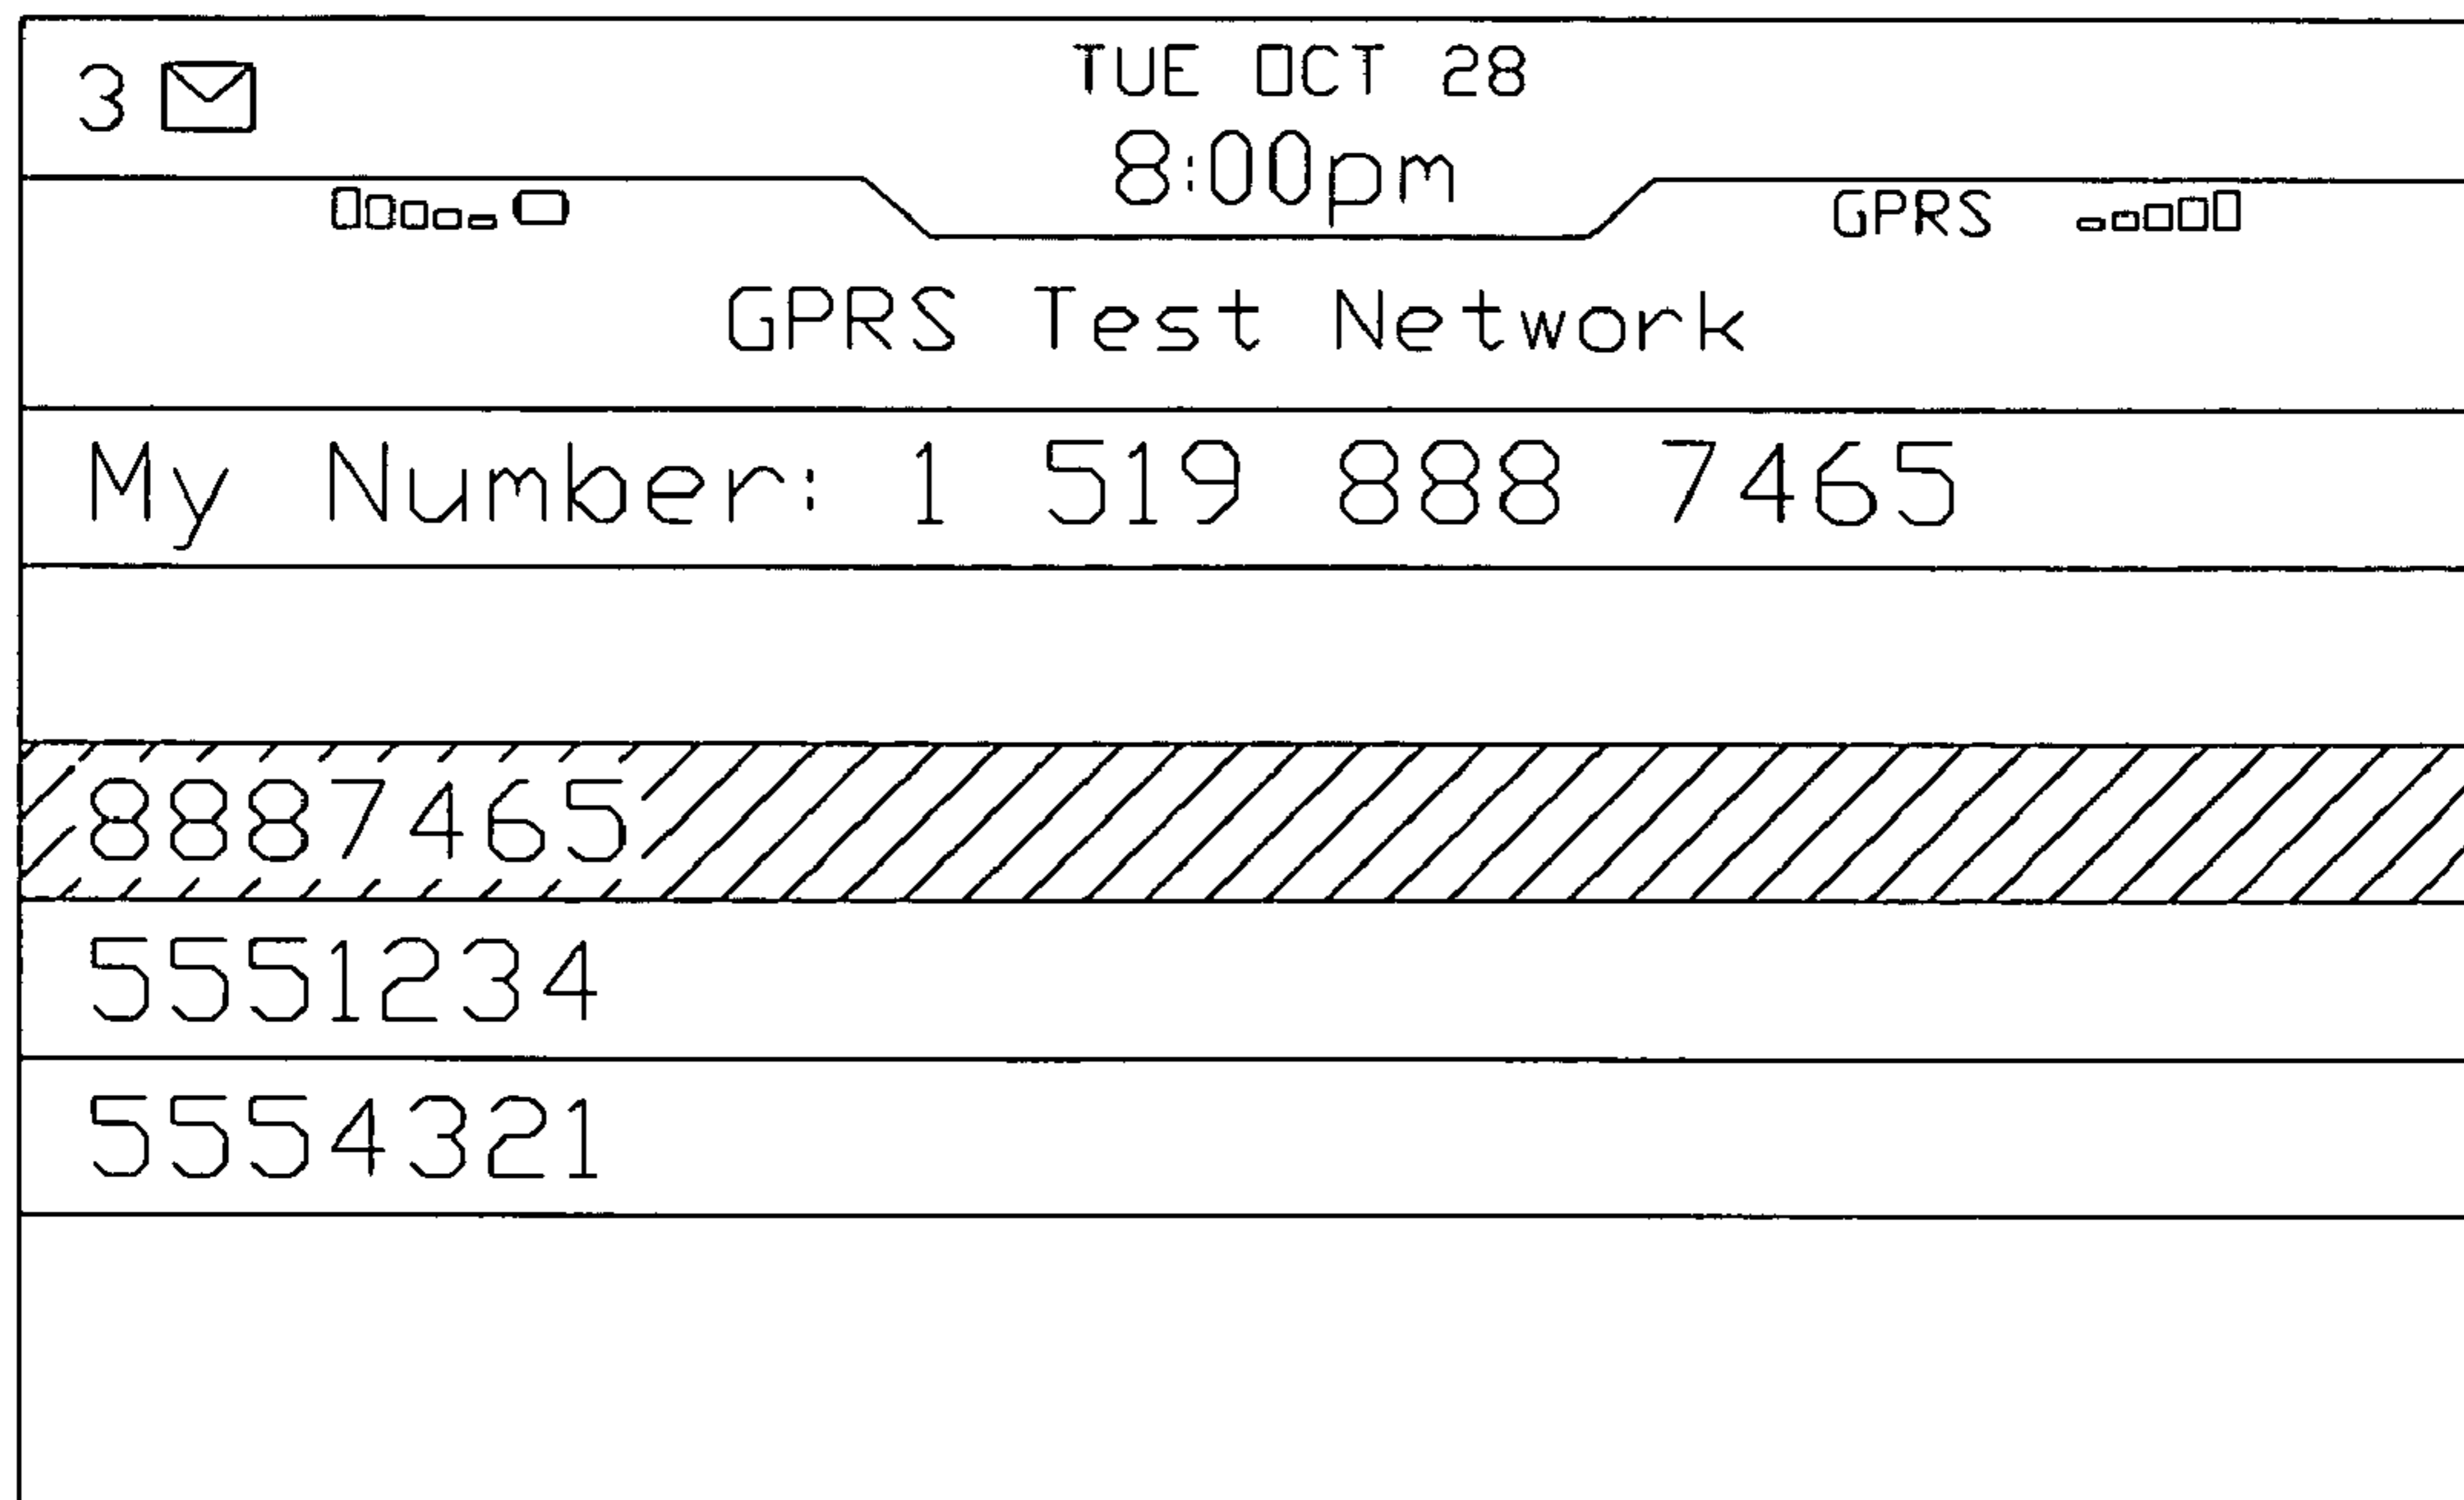 3
TUE OCT 28
8:00pm
GPRS
GPRS Test Network
My Number: 1 519 888 7465
8887465
5551234
5554321